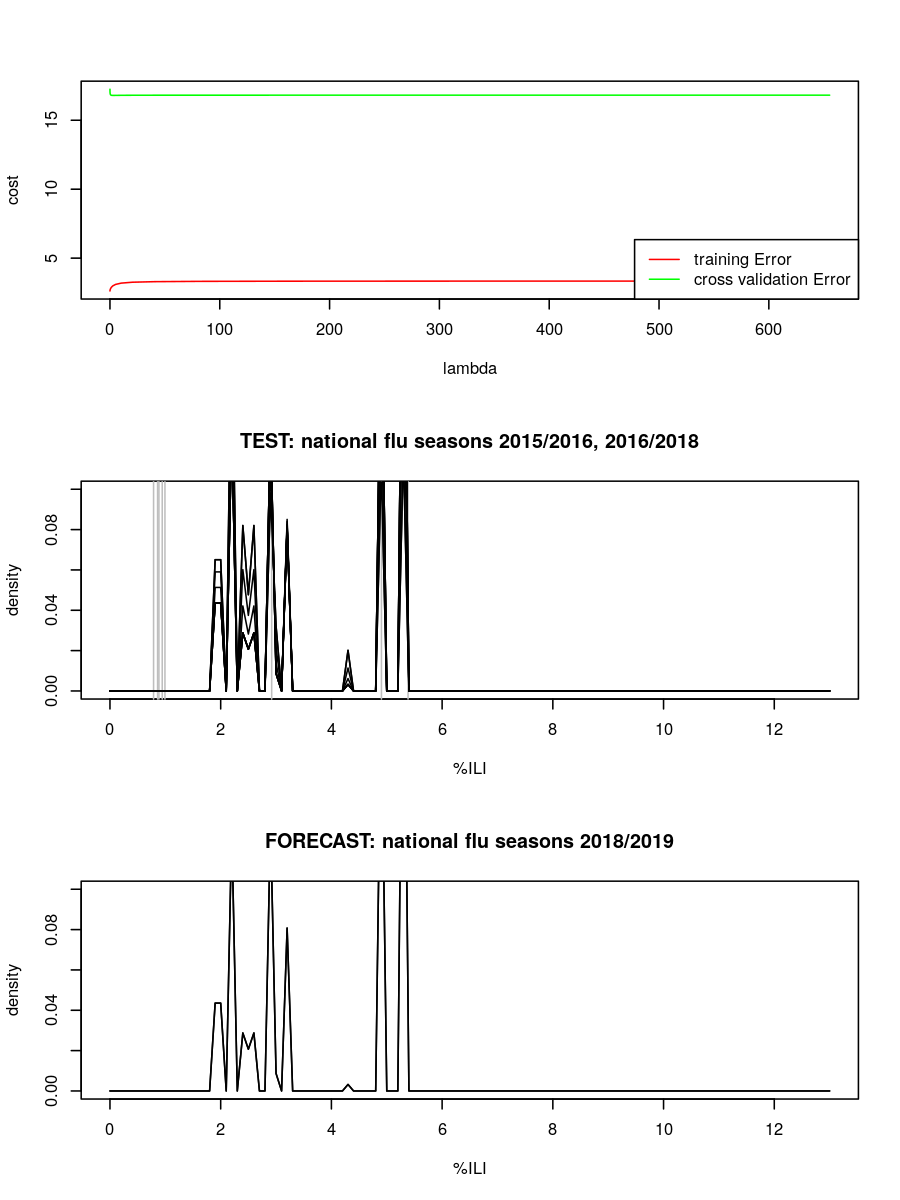 cost
15
10
5
training Error
cross validation Error
0 100 200 300 400 500 600
lambda
TEST: national flu seasons 2015/2016, 2016/2018
density
0.08
0.04
0.00
0 2 4 6 8 10 12
%ILI
FORECAST: national flu seasons 2018/2019
density
0.08
0.04
0.00
0 2 4 6 8 10 12
%ILI